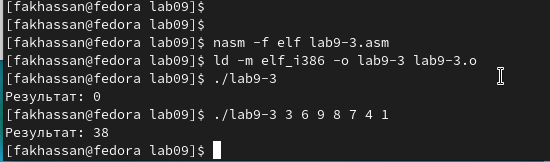 [fakhassan@fedora lab09]$
[fakhassan@fedora lab09]$
[fakhassan@fedora lab09]$ nasm -f elf lab9-3.asm
[fakhassan@fedora lab09]$ ld -m elf_i386 -o lab9-3 lab9-3.o
[fakhassan@fedora lab09]$ ./lab9-3
Результат: 0
[fakhassan@fedora lab09]$ ./lab9-3 3 6 9 8 7 4 1
Результат: 38
[fakhassan@fedora lab09]$